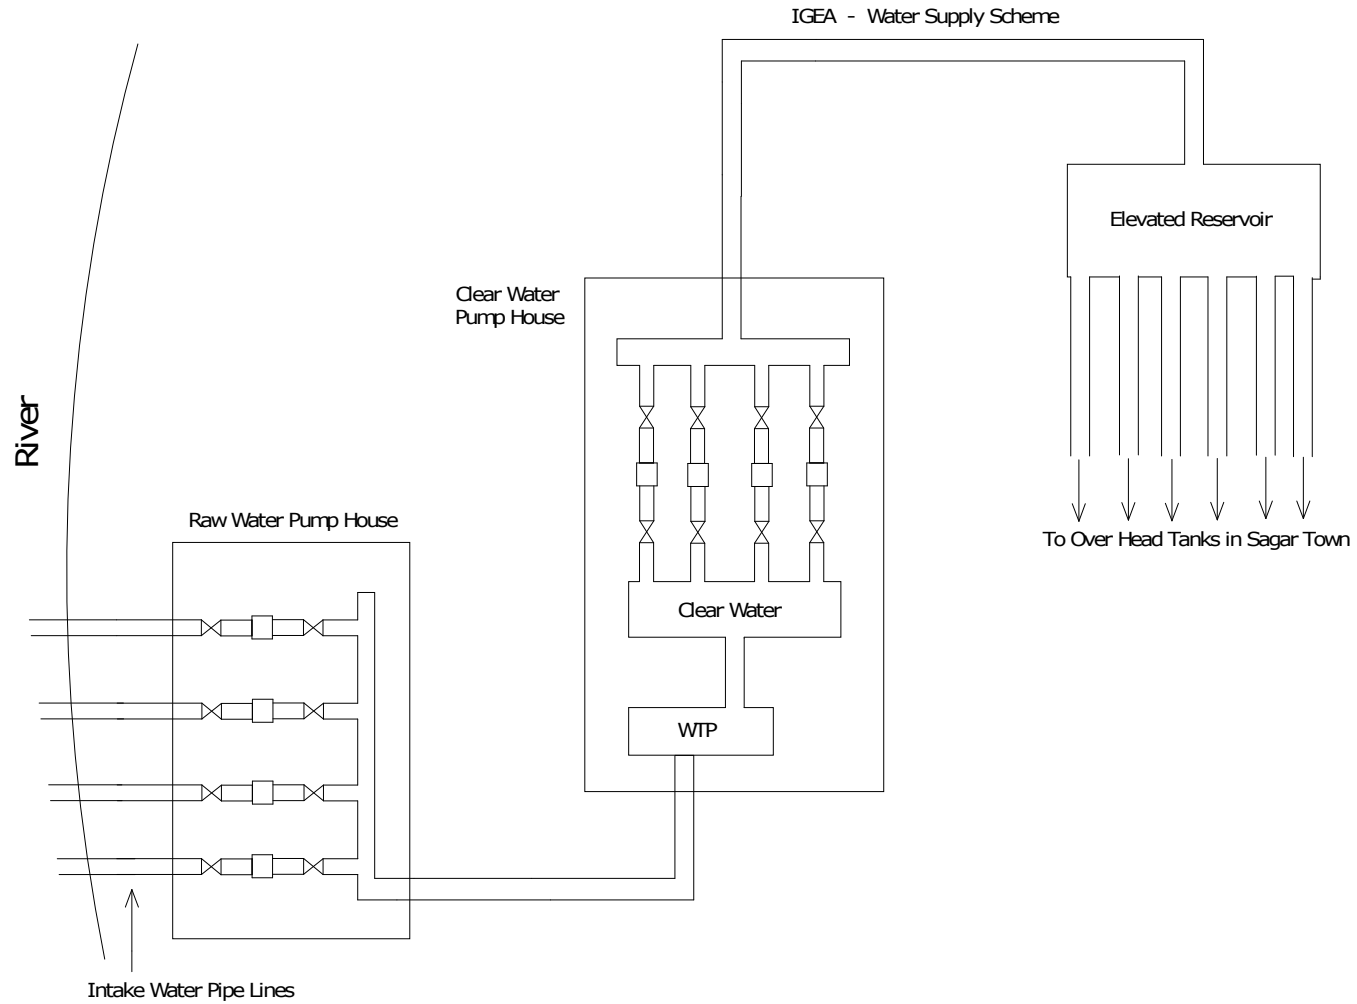 IGEA - Water Supply Scheme
Elevated Reservoir
Clear Water
Pump House
River
Raw Water Pump House
To Over Head Tanks in Sagar Town
Clear Water
WTP
Intake Water Pipe Lines